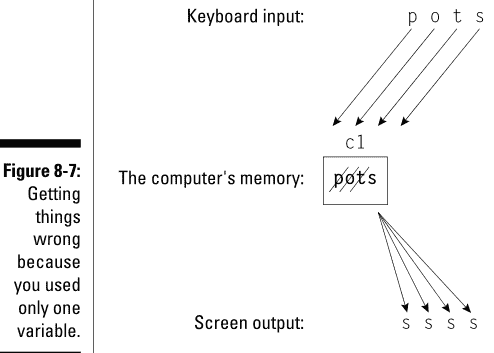 Keyboard input: p o t s
c1
Figure 8-7:
Getting
things
wrong
because
you used
only one
variable.
The computer's memory: pots
Screen output: s s s s